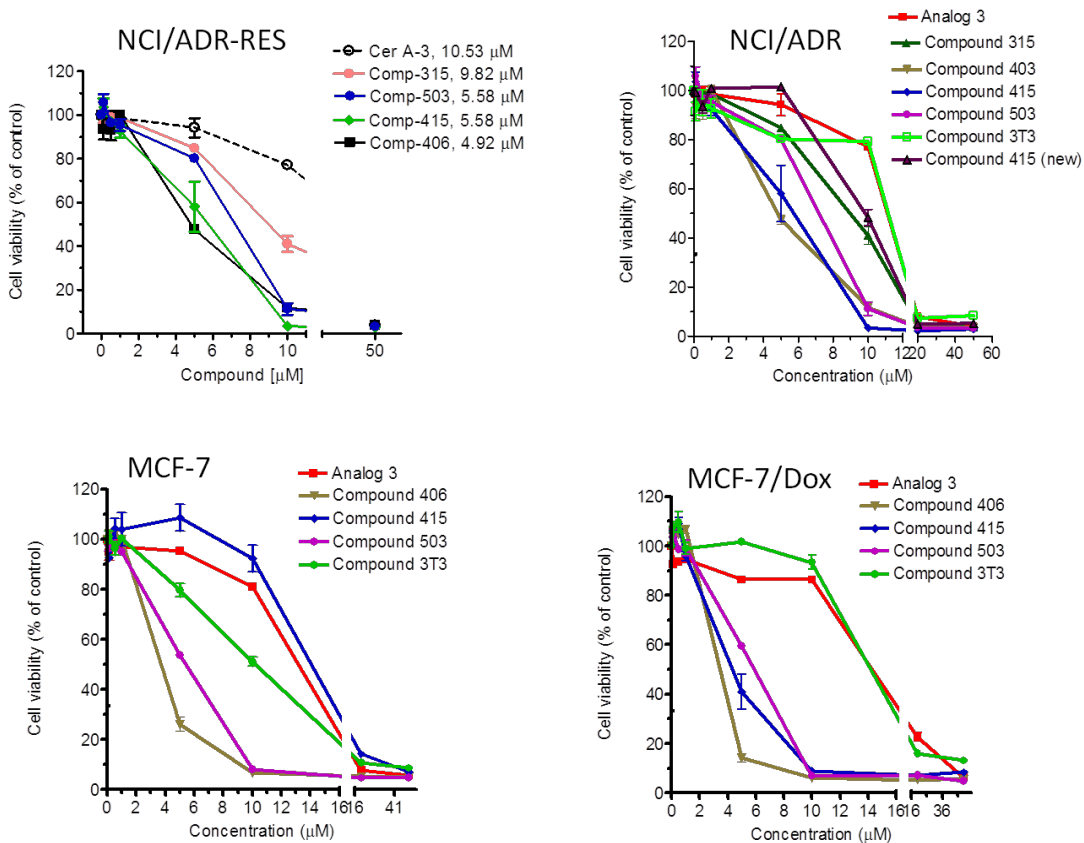 NCI/ADR-RES
Cer A-3, 10.53 μM
Comp-315, 9.82 μM
Comp-503, 5.58 μM
Comp-415, 5.58 μM
Comp-406, 4.92 μM
Cell viability (% of control)
120
100
80
60
40
20
0
0 2 4 6 8 10 50
Compound [μM]
NCI/ADR
Analog 3
Compound 315
Compound 403
Compound 415
Compound 503
Compound 3T3
Compound 415 (new)
Cell viability (% of control)
120
100
80
60
40
20
0
0 2 4 6 8 10 12 20 40 60
Concentration (μM)
MCF-7
Analog 3
Compound 406
Compound 415
Compound 503
Compound 3T3
Cell viability (% of control)
120
100
80
60
40
20
0
0 2 4 6 8 10 12 14 16 16 41
Concentration (μM)
MCF-7/Dox
Analog 3
Compound 406
Compound 415
Compound 503
Compound 3T3
Cell viability (% of control)
120
100
80
60
40
20
0
0 2 4 6 8 10 12 14 16 16 36
Concentration (μM)